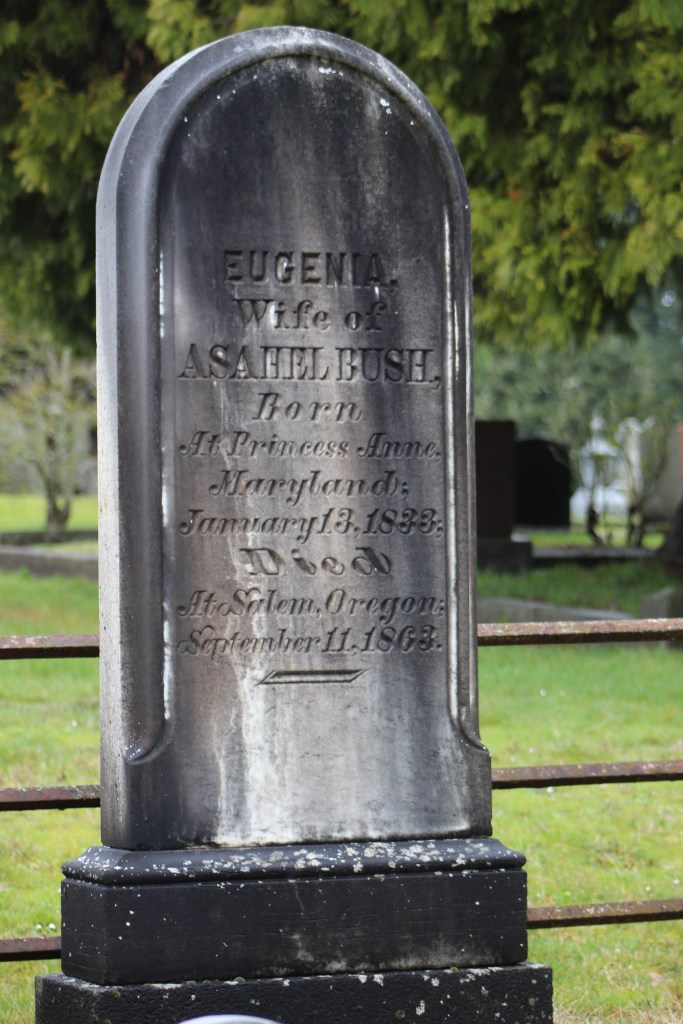 EUGENIA,
Wife of
ASAHEL BUSH,
Born
At Princess Anne,
Maryland;
January 13, 1833;
Died
At Salem, Oregon;
September 11, 1863.